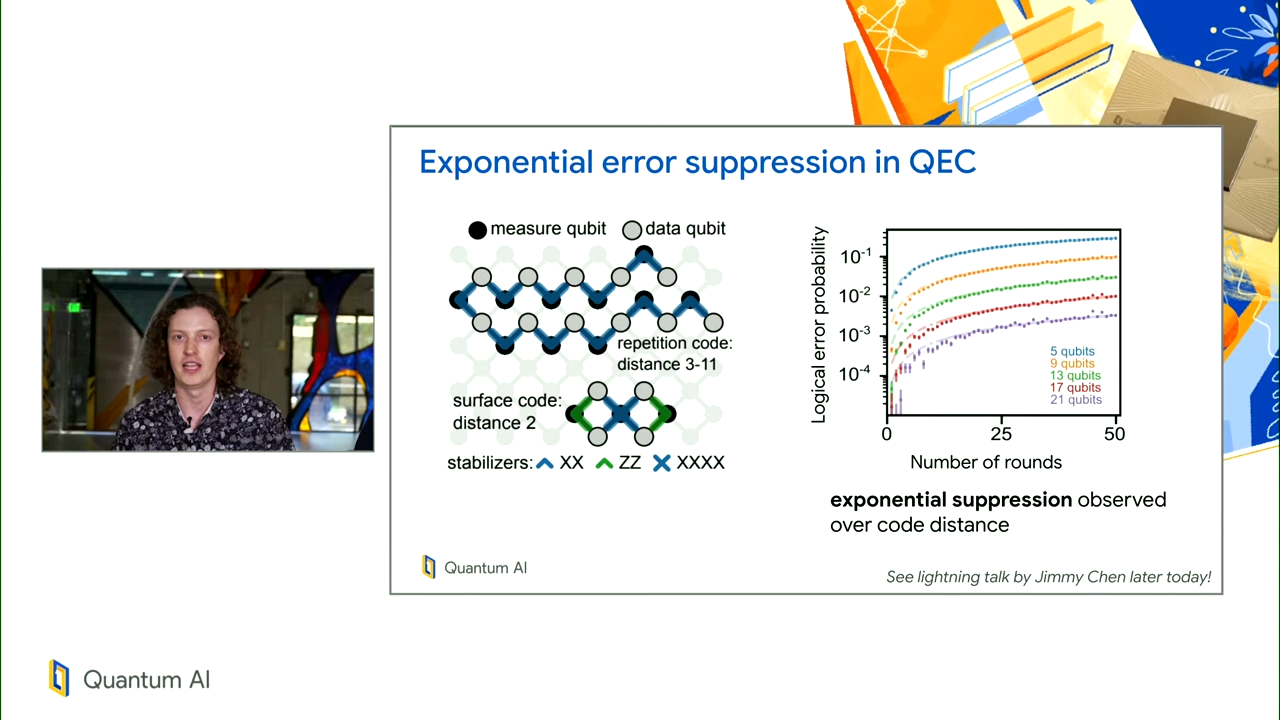 Exponential error suppression in QEC
measure qubit
data qubit
repetition code:
distance 3-11
surface code:
distance 2
stabilizers: XX ZZ XXXX
Logical error probability
10⁻¹
10⁻²
10⁻³
10⁻⁴
5 qubits
9 qubits
13 qubits
17 qubits
21 qubits
0 25 50
Number of rounds
exponential suppression observed
over code distance
Quantum AI
See lightning talk by Jimmy Chen later today!
Quantum AI